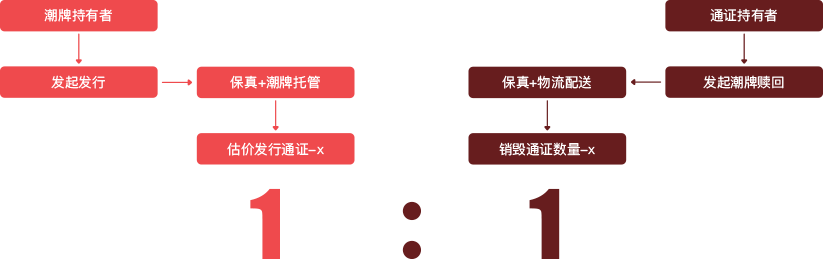 潮牌持有者
通证持有者
发起发行
保真+潮牌托管
保真+物流配送
发起潮牌赎回
估价发行通证-x
销毁通证数量-x
1 : 1